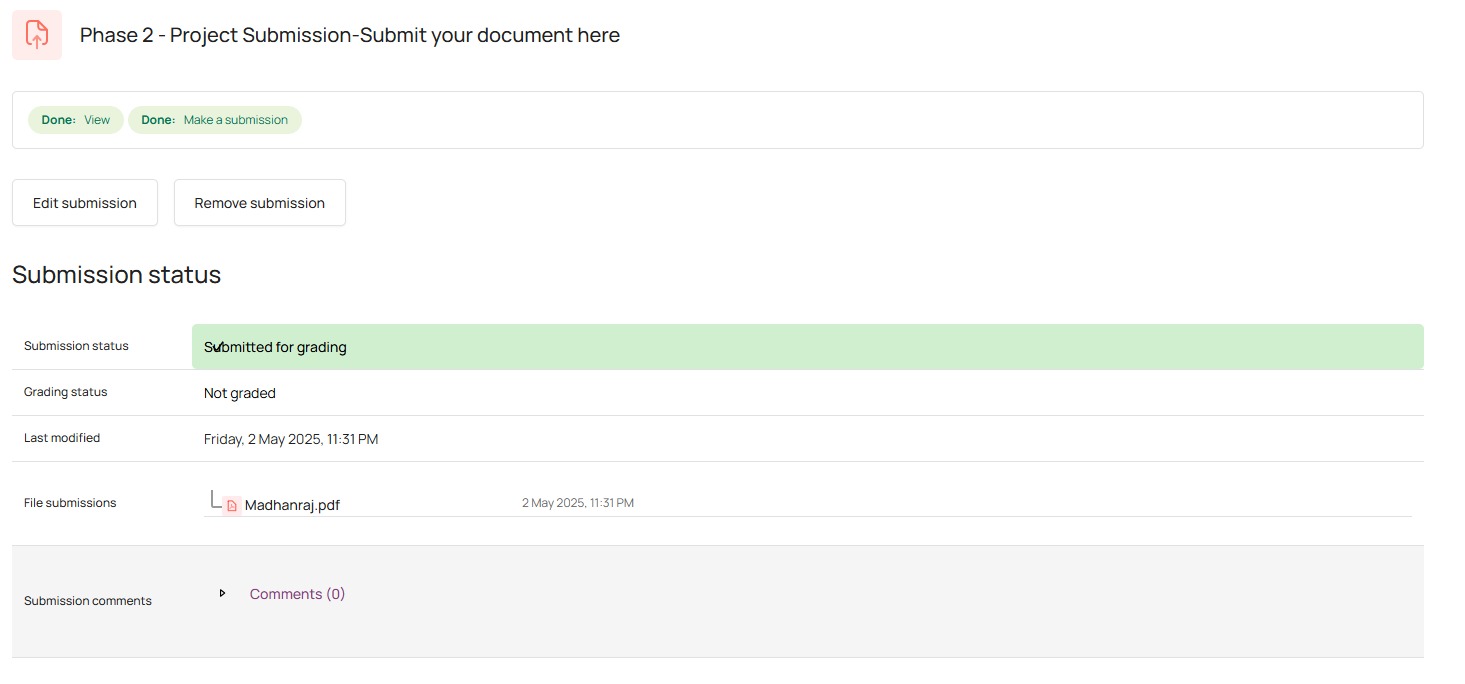 Phase 2 - Project Submission-Submit your document here
Done: View Done: Make a submission
Edit submission Remove submission
Submission status
Submission status Submitted for grading
Grading status Not graded
Last modified Friday, 2 May 2025, 11:31 PM
File submissions Madhanraj.pdf 2 May 2025, 11:31 PM
Submission comments Comments (0)